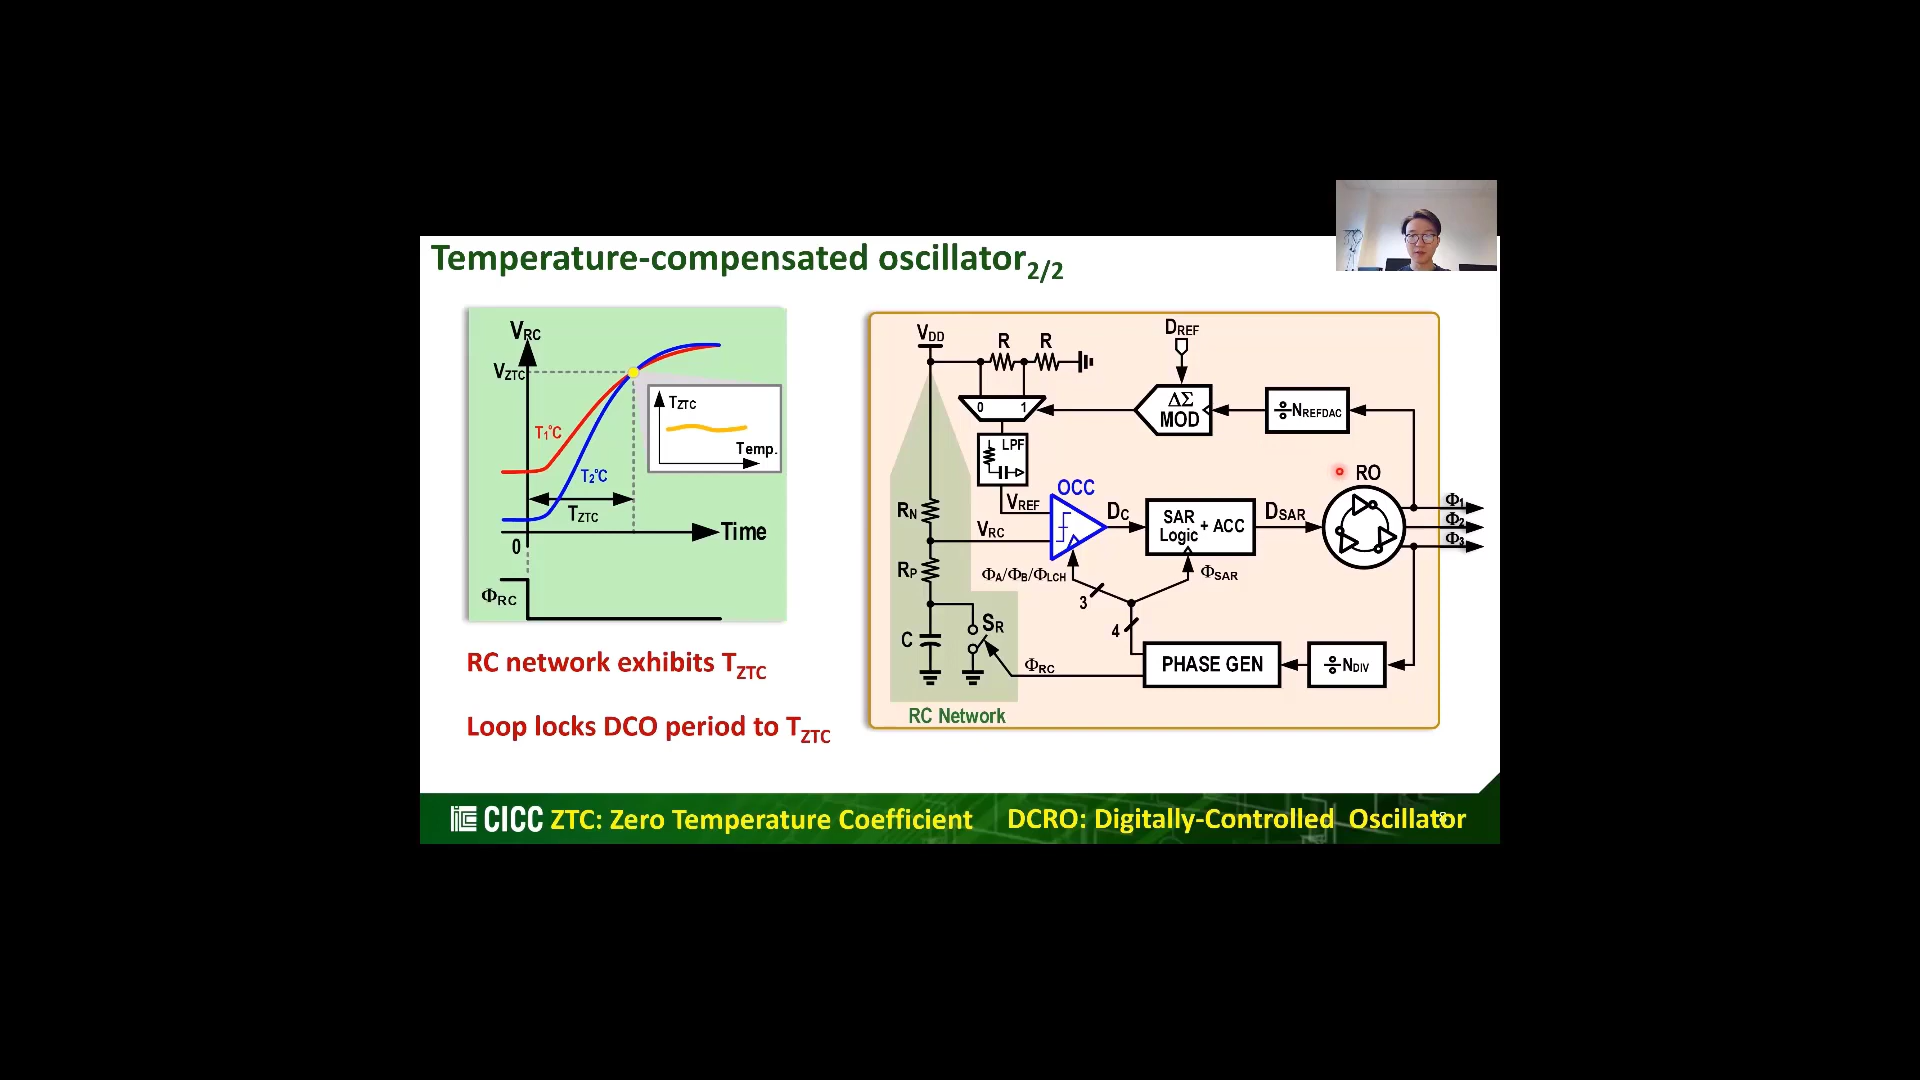 Temperature-compensated oscillator2/2
VRC
VZTC
T1°C
T2°C
TZTC
Temp.
TZTC
Time
0
ΦRC
RC network exhibits TZTC
Loop locks DCO period to TZTC
VDD
R R
DREF
0 1
ΔΣ
MOD
÷NREFDAC
LPF
RO
OCC
VREF
DC
SAR
Logic + ACC
DSAR
Φ1
Φ2
Φ3
RN
VRC
RP
ΦA/ΦB/ΦLCH
3
ΦSAR
4
C
SR
ΦRC
PHASE GEN
÷NDIV
RC Network
CICC ZTC: Zero Temperature Coefficient DCRO: Digitally-Controlled Oscillator